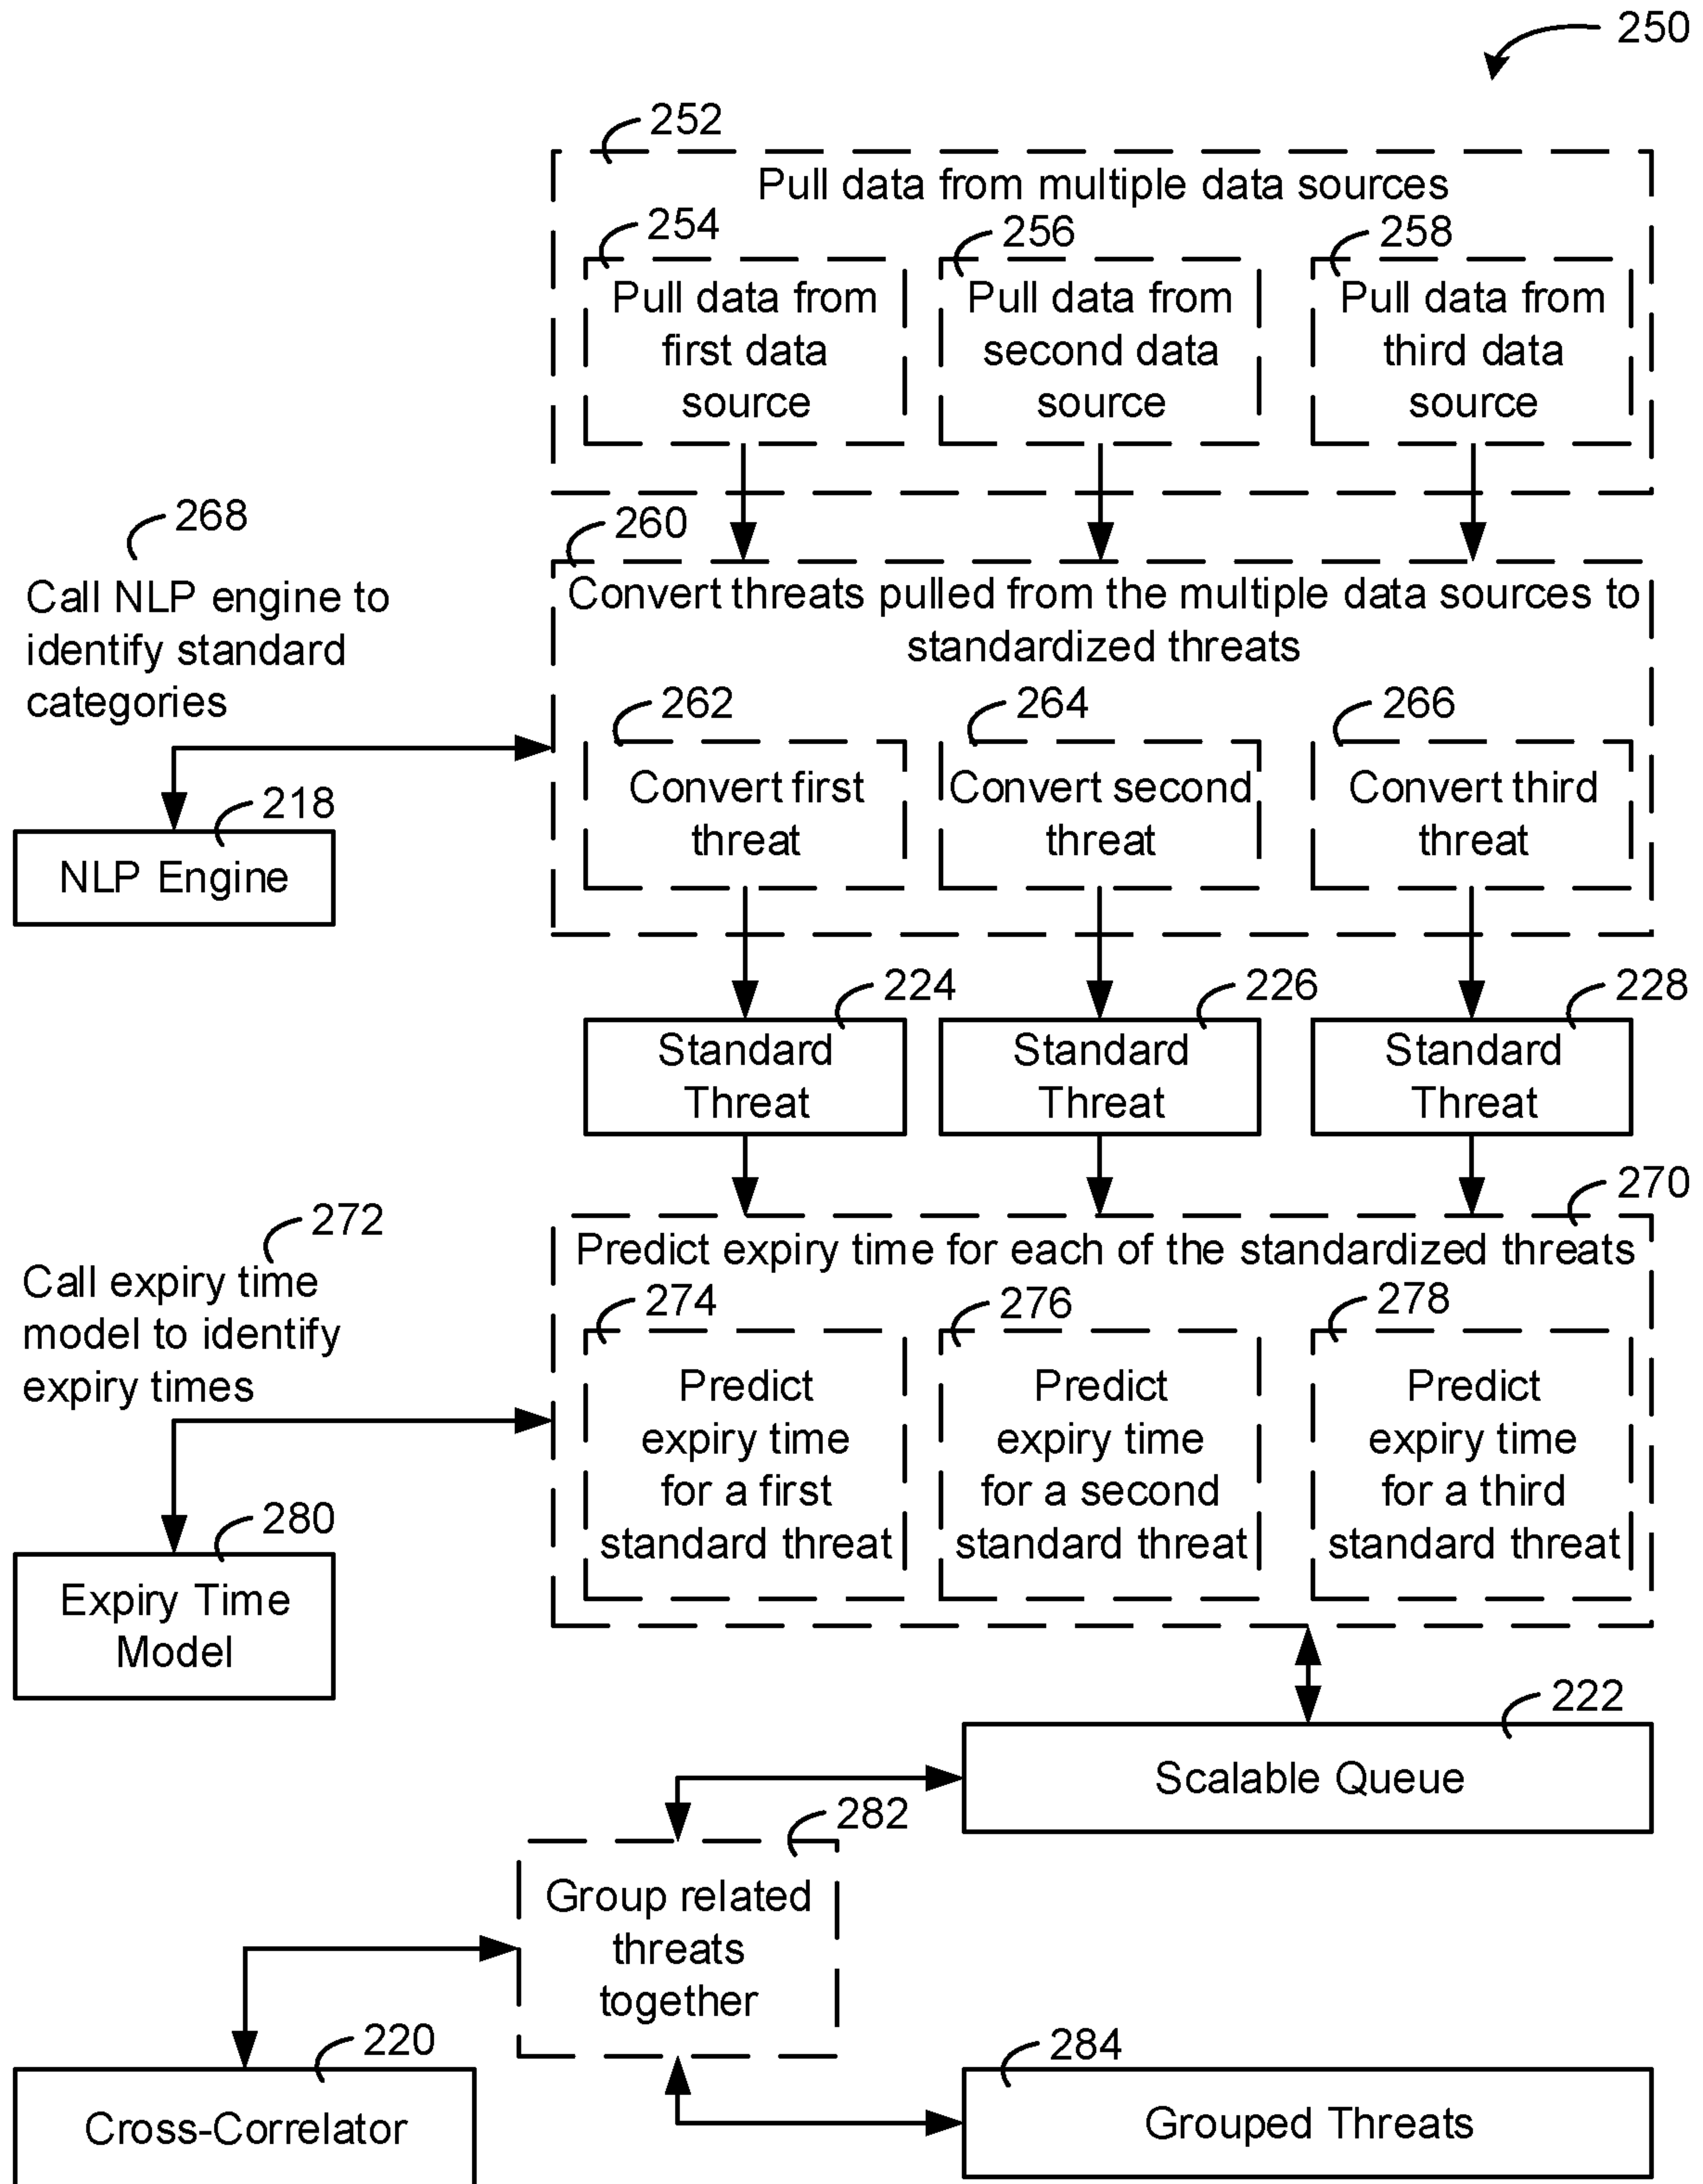 250
252
Pull data from multiple data sources
254
256
258
Pull data from
first data
source
Pull data from
second data
source
Pull data from
third data
source
268
Call NLP engine to
identify standard
categories
260
Convert threats pulled from the multiple data sources to
standardized threats
262
264
266
Convert first
threat
Convert second
threat
Convert third
threat
218
NLP Engine
224
226
228
Standard
Threat
Standard
Threat
Standard
Threat
270
272
Call expiry time
model to identify
expiry times
Predict expiry time for each of the standardized threats
274
276
278
Predict
expiry time
for a first
standard threat
Predict
expiry time
for a second
standard threat
Predict
expiry time
for a third
standard threat
280
Expiry Time
Model
222
Scalable Queue
282
Group related
threats
together
220
Cross-Correlator
284
Grouped Threats